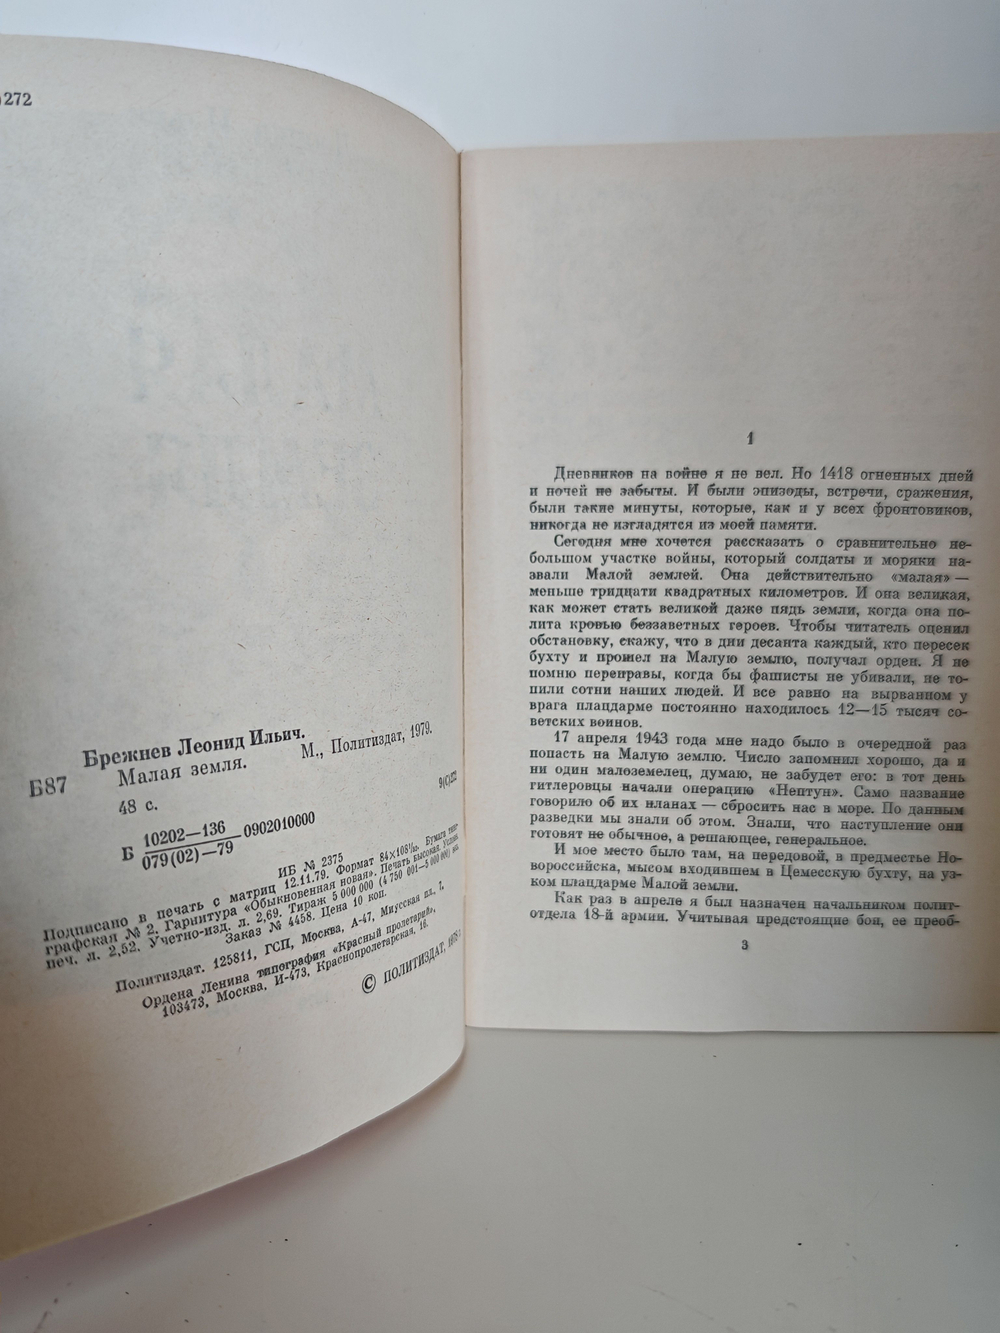 272
Брежнев Леонид Ильич.
Б87 Малая земля. М., Политиздат, 1979.
48 с.
9(С)272
Б 10202—136 0902010000
079(02)—79
ИБ № 2375
Подписано в печать с матриц 12.11.79. Формат 84×108 1/32. Бумага типо-
графская № 2. Гарнитура «Обыкновенная новая». Печать высокая. Условн.
печ. л. 2,52. Учетно-изд. л. 2,69. Тираж 5 000 000 (4 750 001—5 000 000) экз.
Заказ № 4458. Цена 10 коп.
Политиздат. 125811, ГСП, Москва, А-47, Миусская пл., 7.
Ордена Ленина типография «Красный пролетарий».
103473, Москва, И-473, Краснопролетарская, 16.
© ПОЛИТИЗДАТ,
1
Дневников на войне я не вел. Но 1418 огненных дней
и ночей не забыты. И были эпизоды, встречи, сражения,
были такие минуты, которые, как и у всех фронтовиков,
никогда не изгладятся из моей памяти.
Сегодня мне хочется рассказать о сравнительно не-
большом участке войны, который солдаты и моряки на-
звали Малой землей. Она действительно «малая» —
меньше тридцати квадратных километров. И она великая,
как может стать великой даже пядь земли, когда она по-
лита кровью беззаветных героев. Чтобы читатель оценил
обстановку, скажу, что в дни десанта каждый, кто пересек
бухту и прошел на Малую землю, получал орден. Я не
помню переправы, когда бы фашисты не убивали, не то-
пили сотни наших людей. И все равно на вырванном у
врага плацдарме постоянно находилось 12—15 тысяч со-
ветских воинов.
17 апреля 1943 года мне надо было в очередной раз
попасть на Малую землю. Число запомнил хорошо, да и
ни один малоземелец, думаю, не забудет его: в тот день
гитлеровцы начали операцию «Нептун». Само название
говорило об их планах — сбросить нас в море. По данным
разведки мы знали об этом. Знали, что наступление они
готовят не обычное, а решающее, генеральное.
И мое место было там, на передовой, в предместье Но-
вороссийска, мысом входившем в Цемесскую бухту, на уз-
ком плацдарме Малой земли.
Как раз в апреле я был назначен начальником полит-
отдела 18-й армии. Учитывая предстоящие бои, ее преоб-
3